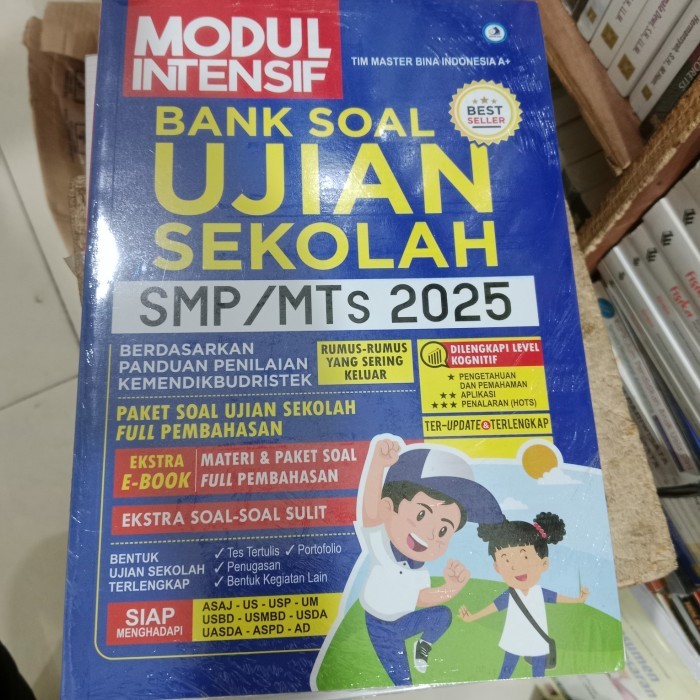 MODUL
INTENSIF
TIM MASTER BINA INDONESIA A+
BEST
SELLER
BANK SOAL
UJIAN
SEKOLAH
SMP/MTs 2025
BERDASARKAN
PANDUAN PENILAIAN
KEMENDIKBUDRISTEK
RUMUS-RUMUS
YANG SERING
KELUAR
DILENGKAPI LEVEL
KOGNITIF
★ PENGETAHUAN
DAN PEMAHAMAN
★★ APLIKASI
★★★ PENALARAN (HOTS)
PAKET SOAL UJIAN SEKOLAH
FULL PEMBAHASAN
TER-UPDATE & TERLENGKAP
EKSTRA
E-BOOK
MATERI & PAKET SOAL
FULL PEMBAHASAN
EKSTRA SOAL-SOAL SULIT
BENTUK
UJIAN SEKOLAH
TERLENGKAP
✓ Tes Tertulis ✓ Portofolio
✓ Penugasan
✓ Bentuk Kegiatan Lain
SIAP
MENGHADAPI
ASAJ - US - USP - UM
USBD - USMBD - USDA
UASDA - ASPD - AD